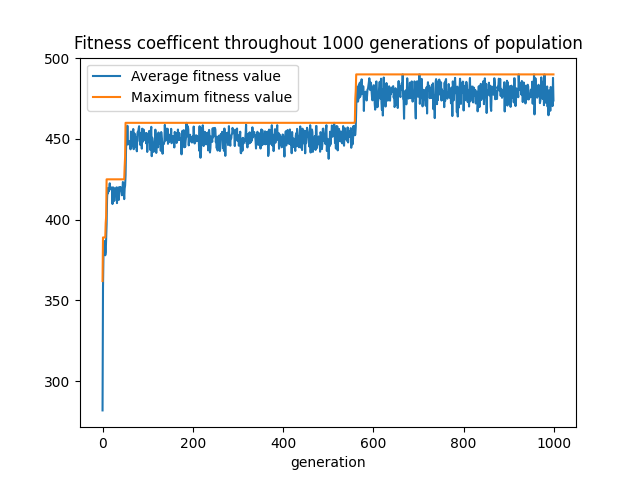 Fitness coefficent throughout 1000 generations of population
Average fitness value
Maximum fitness value
500
450
400
350
300
0 200 400 600 800 1000
generation